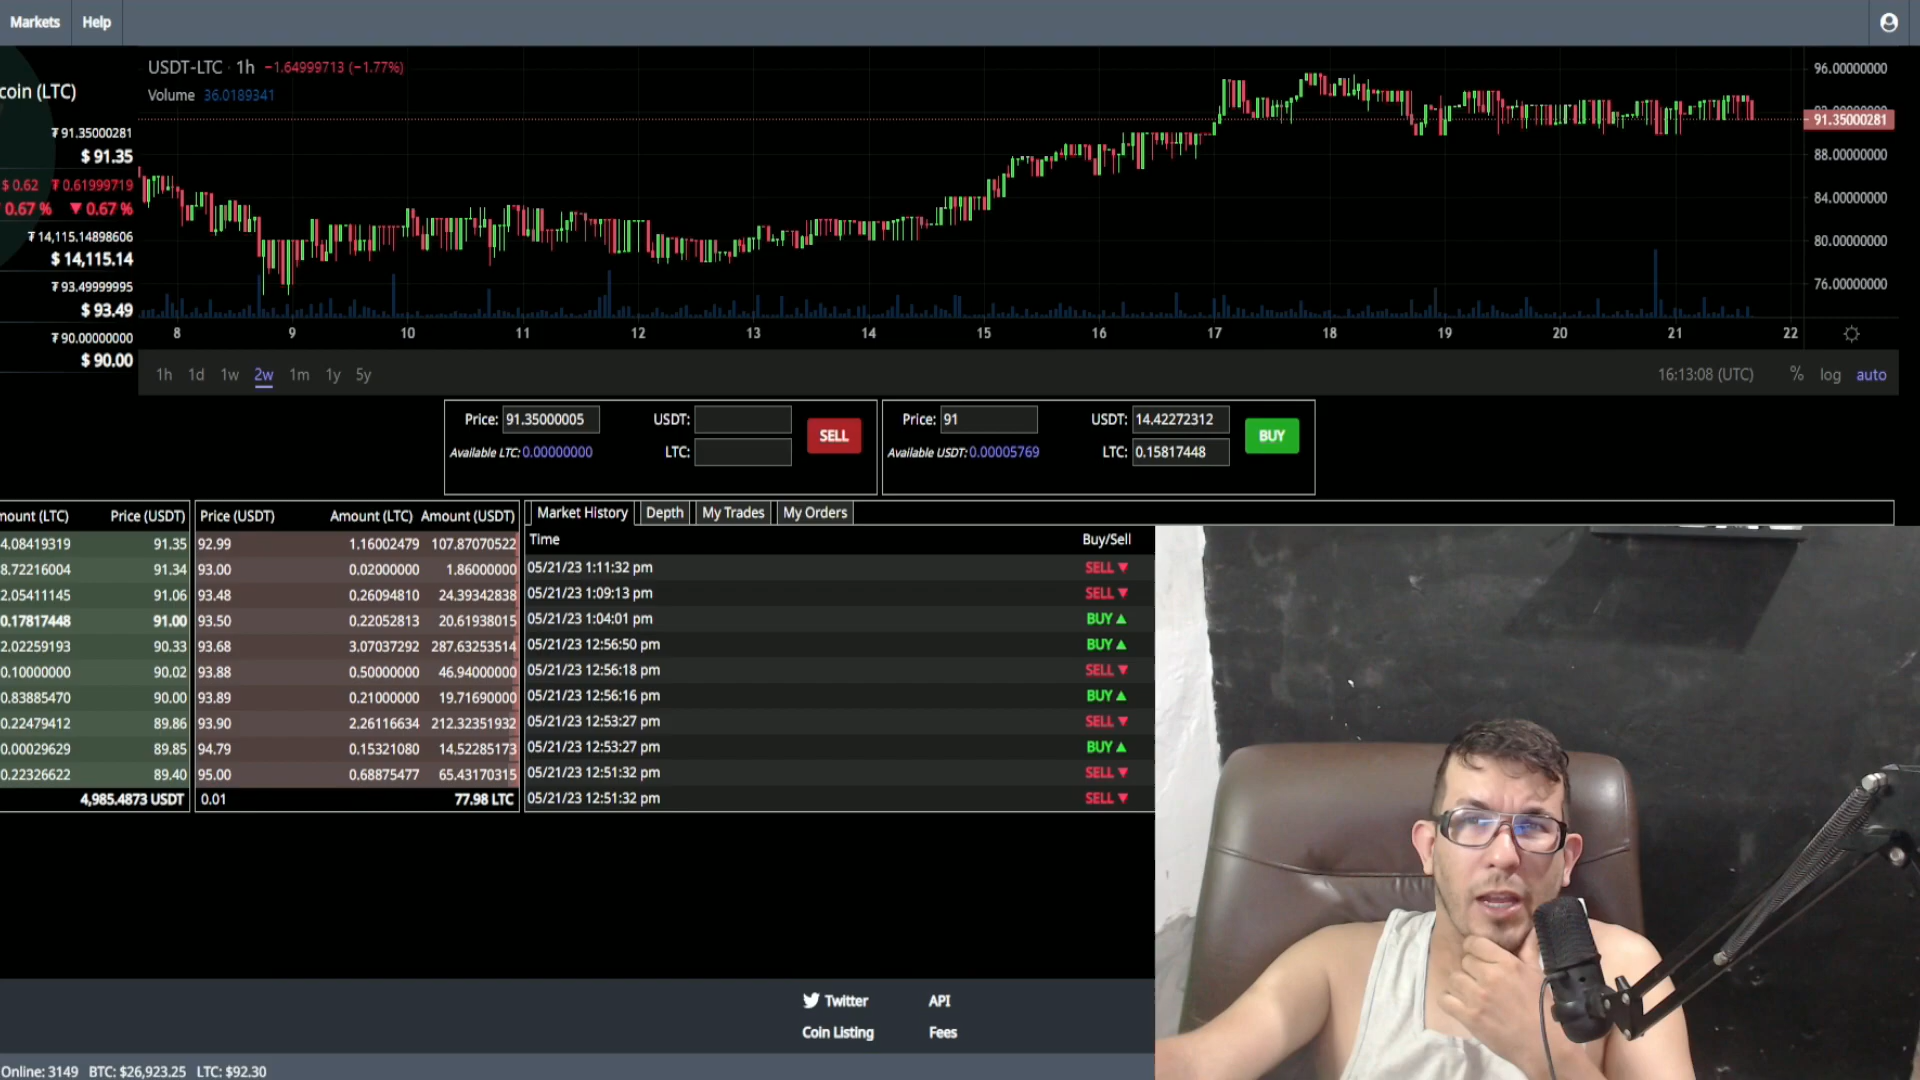 Markets Help
USDT-LTC · 1h −1.64999713 (−1.77%)
Volume 36.0189341
coin (LTC)
₮ 91.35000281
$ 91.35
$ 0.62 ₮ 0.61999719
0.67 % ▼ 0.67 %
₮ 14,115.14898606
$ 14,115.14
₮ 93.49999995
$ 93.49
₮ 90.00000000
$ 90.00
96.00000000
91.35000281
88.00000000
84.00000000
80.00000000
76.00000000
8 9 10 11 12 13 14 15 16 17 18 19 20 21 22
1h 1d 1w 2w 1m 1y 5y 16:13:08 (UTC) % log auto
Price: 91.35000005 USDT: SELL
Available LTC: 0.00000000 LTC:
Price: 91 USDT: 14.42272312 BUY
Available USDT: 0.00005769 LTC: 0.15817448
mount (LTC) Price (USDT)
4.08419319 91.35
8.72216004 91.34
2.05411145 91.06
0.17817448 91.00
2.02259193 90.33
0.10000000 90.02
0.83885470 90.00
0.22479412 89.86
0.00029629 89.85
0.22326622 89.40
4,985.4873 USDT
Price (USDT) Amount (LTC) Amount (USDT)
92.99 1.16002479 107.87070522
93.00 0.02000000 1.86000000
93.48 0.26094810 24.39342838
93.50 0.22052813 20.61938015
93.68 3.07037292 287.63253514
93.88 0.50000000 46.94000000
93.89 0.21000000 19.71690000
93.90 2.26116634 212.32351932
94.79 0.15321080 14.52285173
95.00 0.68875477 65.43170315
0.01 77.98 LTC
Market History Depth My Trades My Orders
Time Buy/Sell
05/21/23 1:11:32 pm SELL ▼
05/21/23 1:09:13 pm SELL ▼
05/21/23 1:04:01 pm BUY ▲
05/21/23 12:56:50 pm BUY ▲
05/21/23 12:56:18 pm SELL ▼
05/21/23 12:56:16 pm BUY ▲
05/21/23 12:53:27 pm SELL ▼
05/21/23 12:53:27 pm BUY ▲
05/21/23 12:51:32 pm SELL ▼
05/21/23 12:51:32 pm SELL ▼
Twitter API
Coin Listing Fees
Online: 3149 BTC: $26,923.25 LTC: $92.30